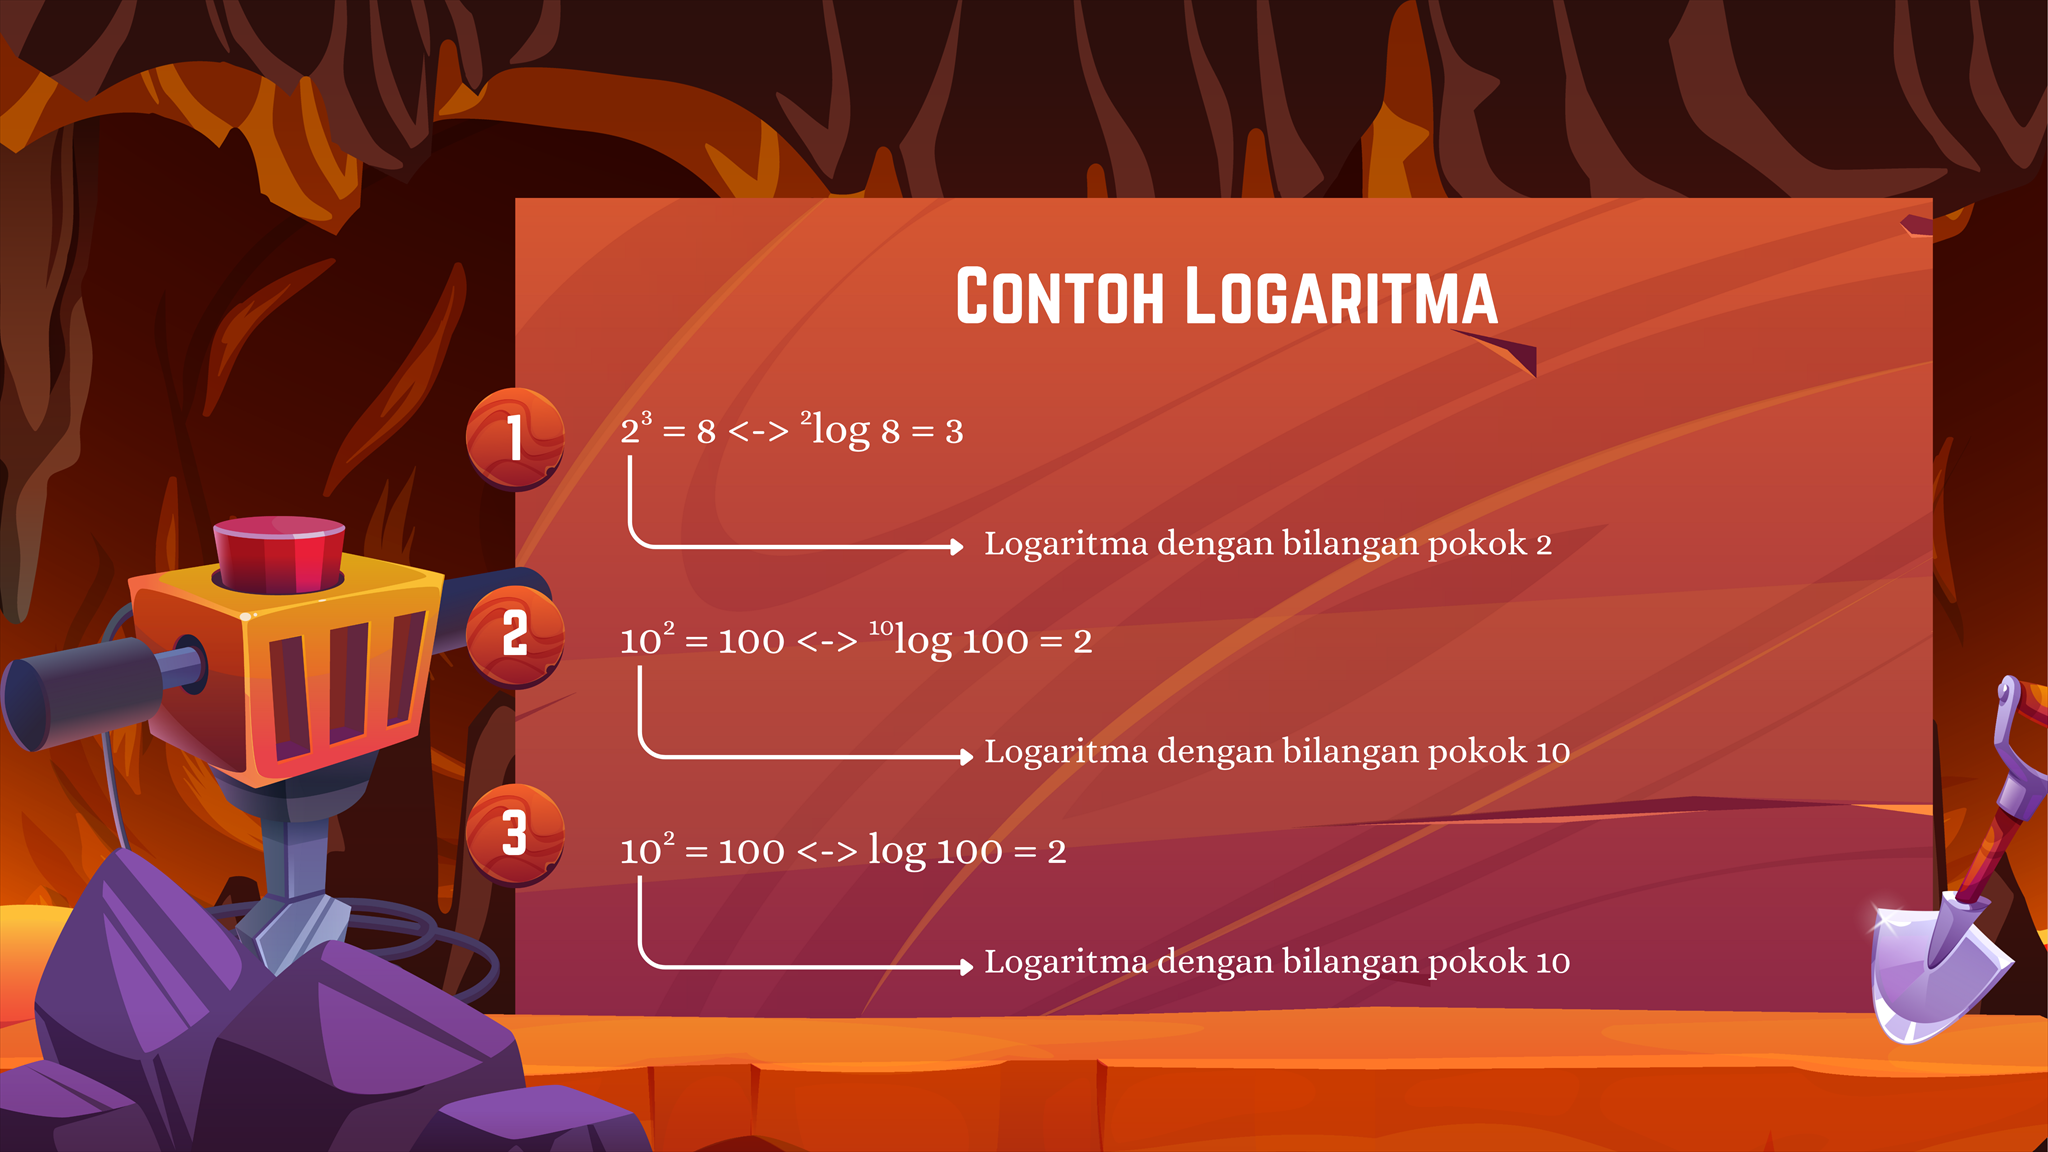 Contoh Logaritma
1
2³ = 8 <-> ²log 8 = 3
Logaritma dengan bilangan pokok 2
2
10² = 100 <-> ¹⁰log 100 = 2
Logaritma dengan bilangan pokok 10
3
10² = 100 <-> log 100 = 2
Logaritma dengan bilangan pokok 10